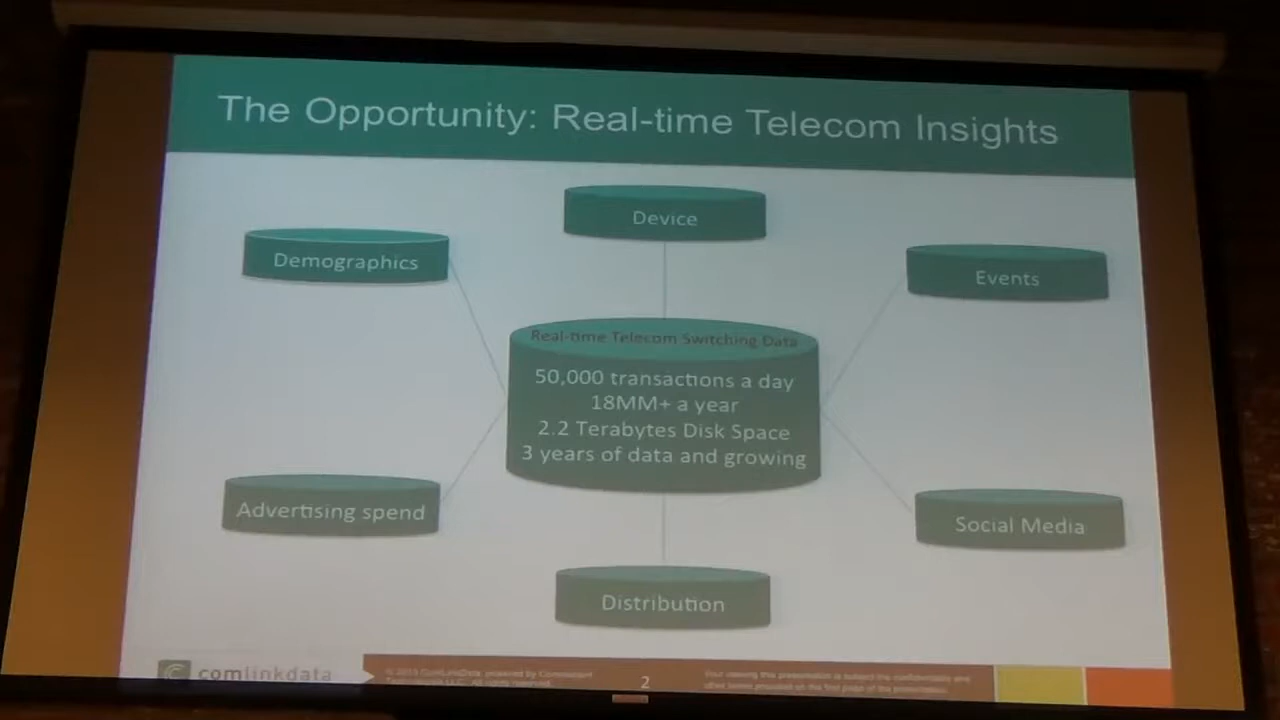 The Opportunity: Real-time Telecom Insights
Device
Demographics
Events
Real-time Telecom Switching Data
50,000 transactions a day
18MM+ a year
2.2 Terabytes Disk Space
3 years of data and growing
Advertising spend
Social Media
Distribution
comlinkdata
2